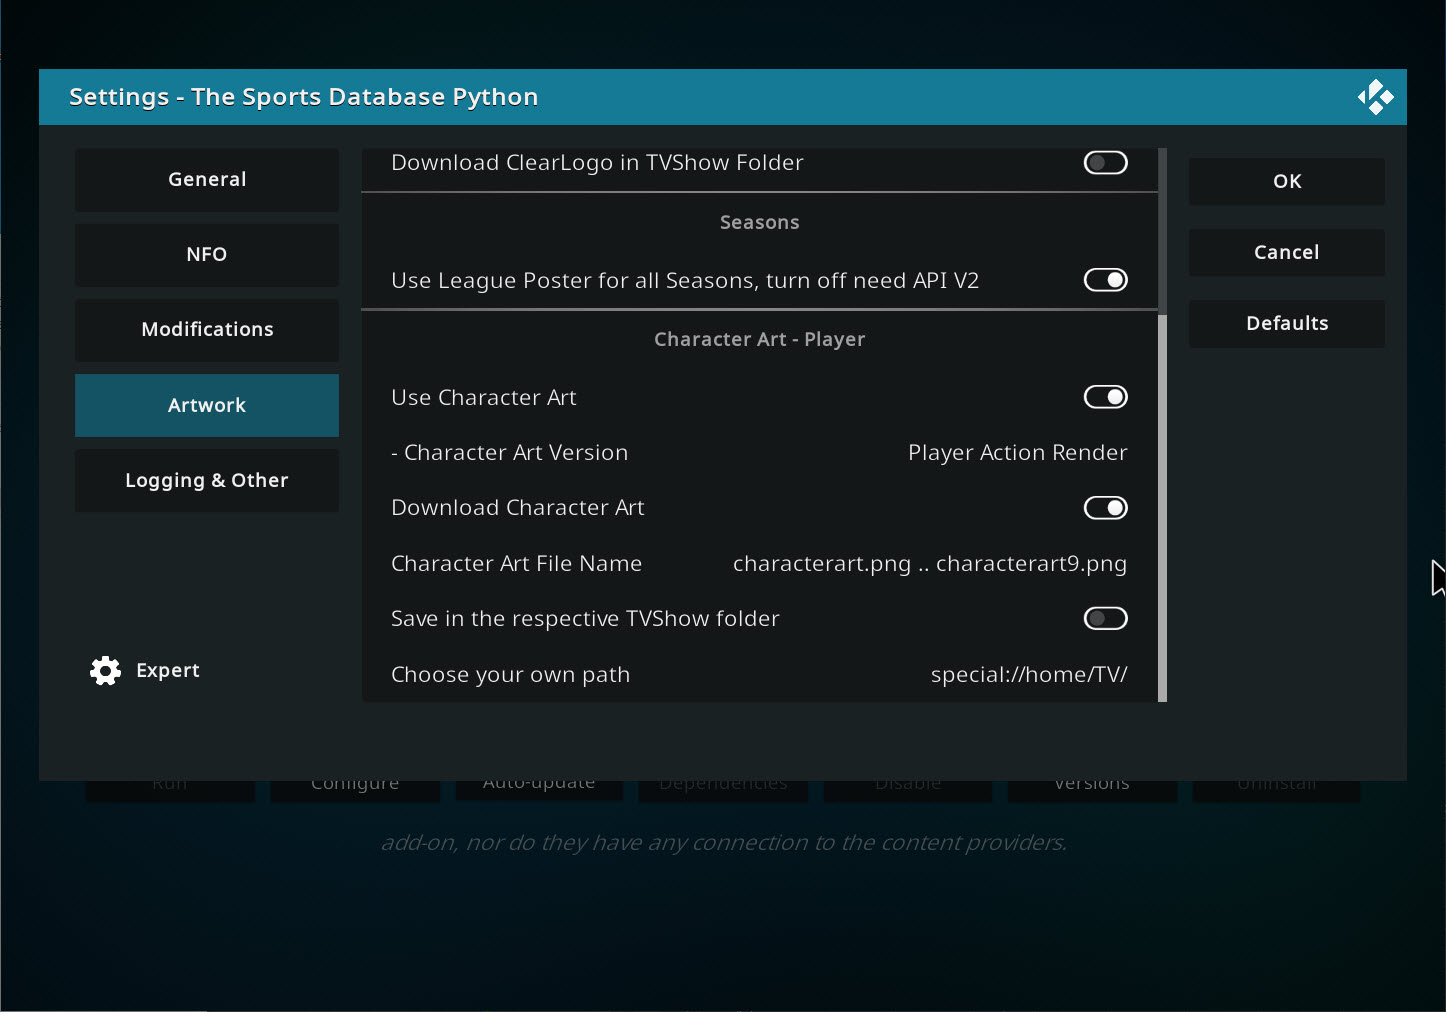 Settings - The Sports Database Python
General
NFO
Modifications
Artwork
Logging & Other
Expert
Download ClearLogo in TVShow Folder
Seasons
Use League Poster for all Seasons, turn off need API V2
Character Art - Player
Use Character Art
- Character Art Version Player Action Render
Download Character Art
Character Art File Name characterart.png .. characterart9.png
Save in the respective TVShow folder
Choose your own path special://home/TV/
OK
Cancel
Defaults
Run Configure Auto-update Dependencies Disable Versions Uninstall
add-on, nor do they have any connection to the content providers.